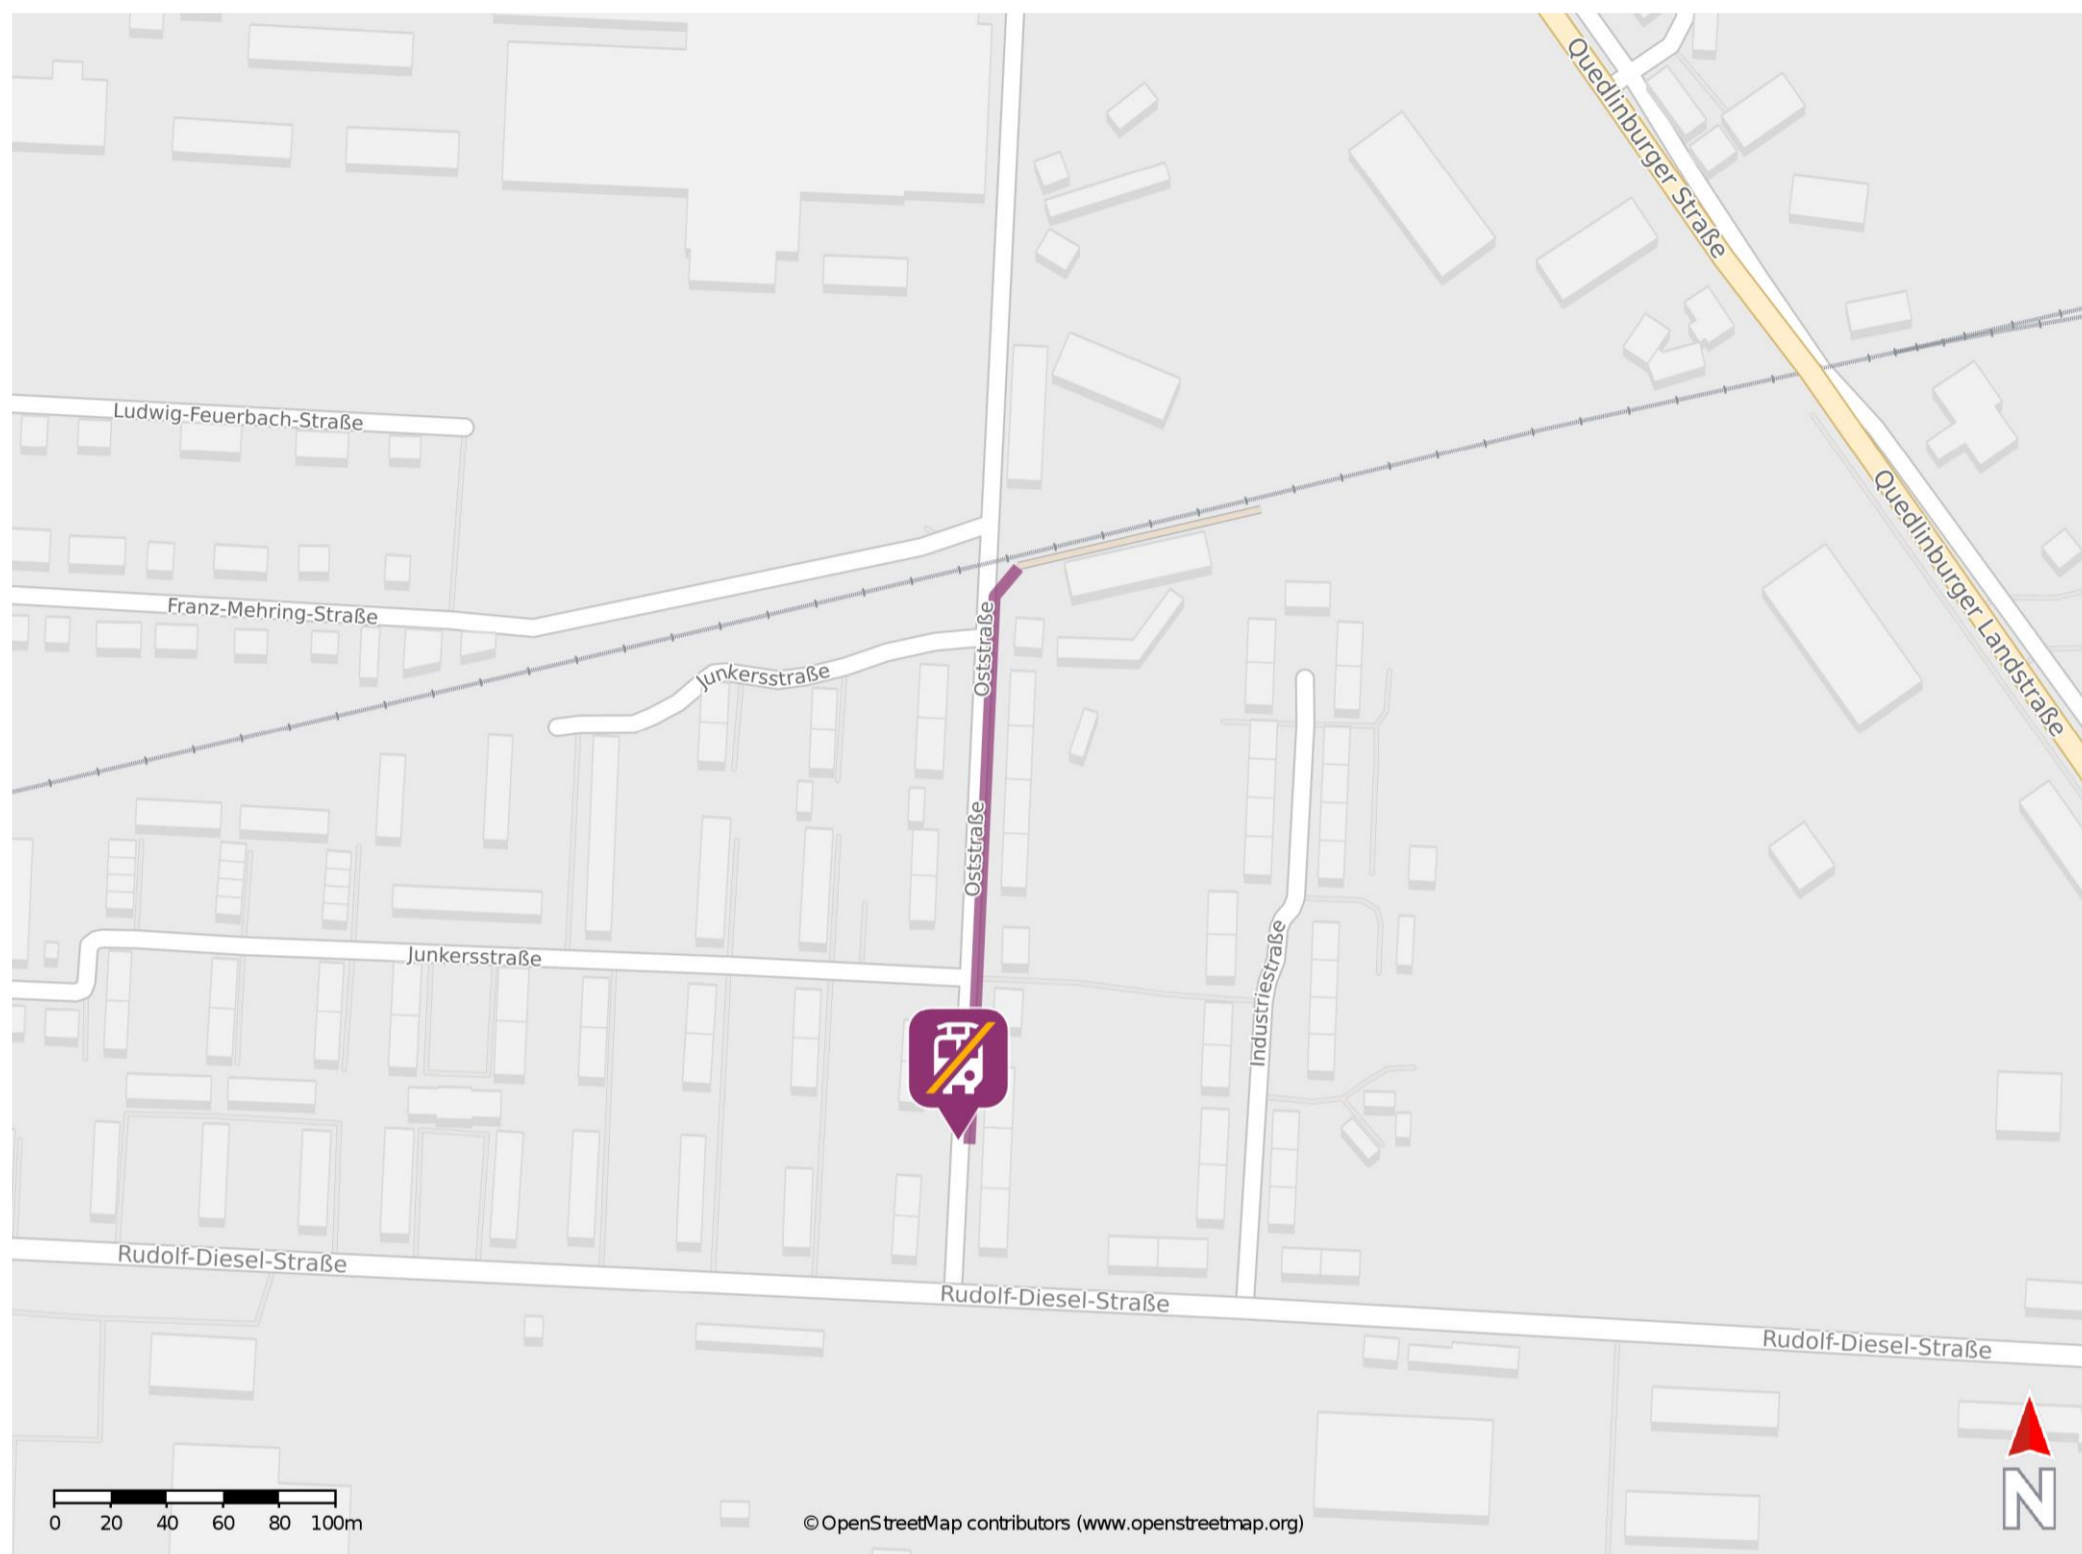 Quedlinburger Straße
Ludwig-Feuerbach-Straße
Quedlinburger Landstraße
Franz-Mehring-Straße
Oststraße
Junkersstraße
Oststraße
Junkersstraße
Industriestraße
Rudolf-Diesel-Straße
Rudolf-Diesel-Straße
Rudolf-Diesel-Straße
N
0 20 40 60 80 100m
© OpenStreetMap contributors (www.openstreetmap.org)